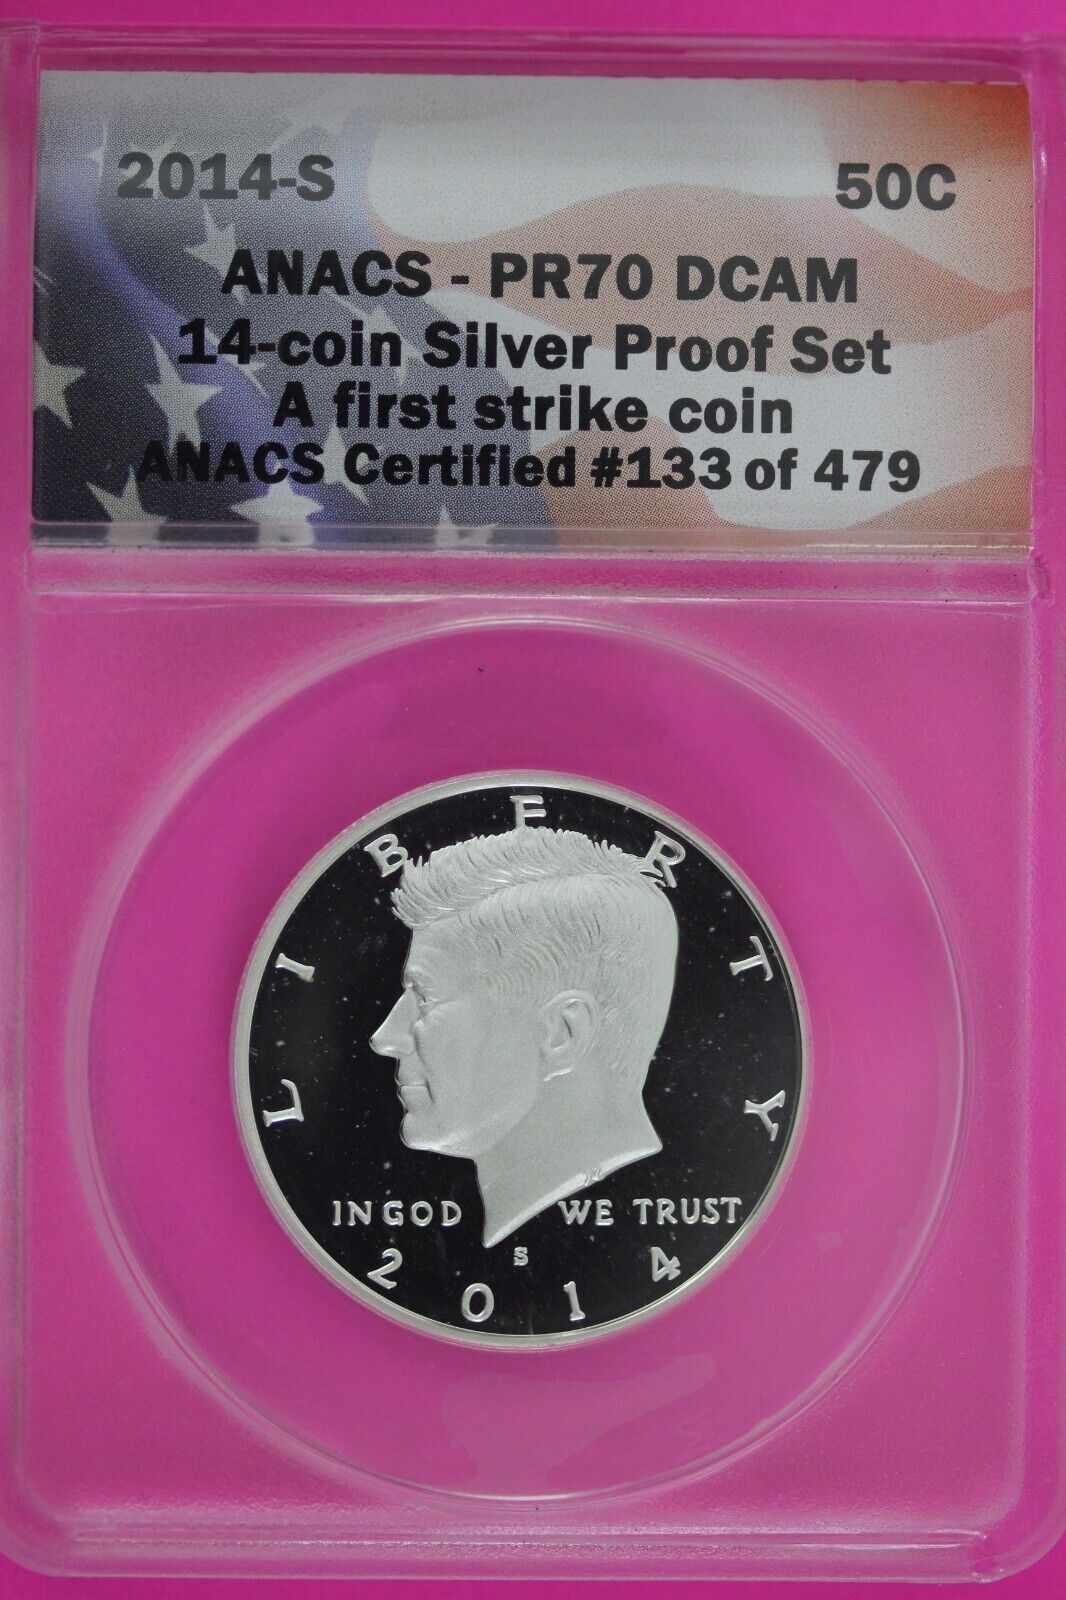 2014-S 50C
ANACS - PR70 DCAM
14-coin Silver Proof Set
A first strike coin
ANACS Certified #133 of 479
LIBERTY
IN GOD WE TRUST
S
2014